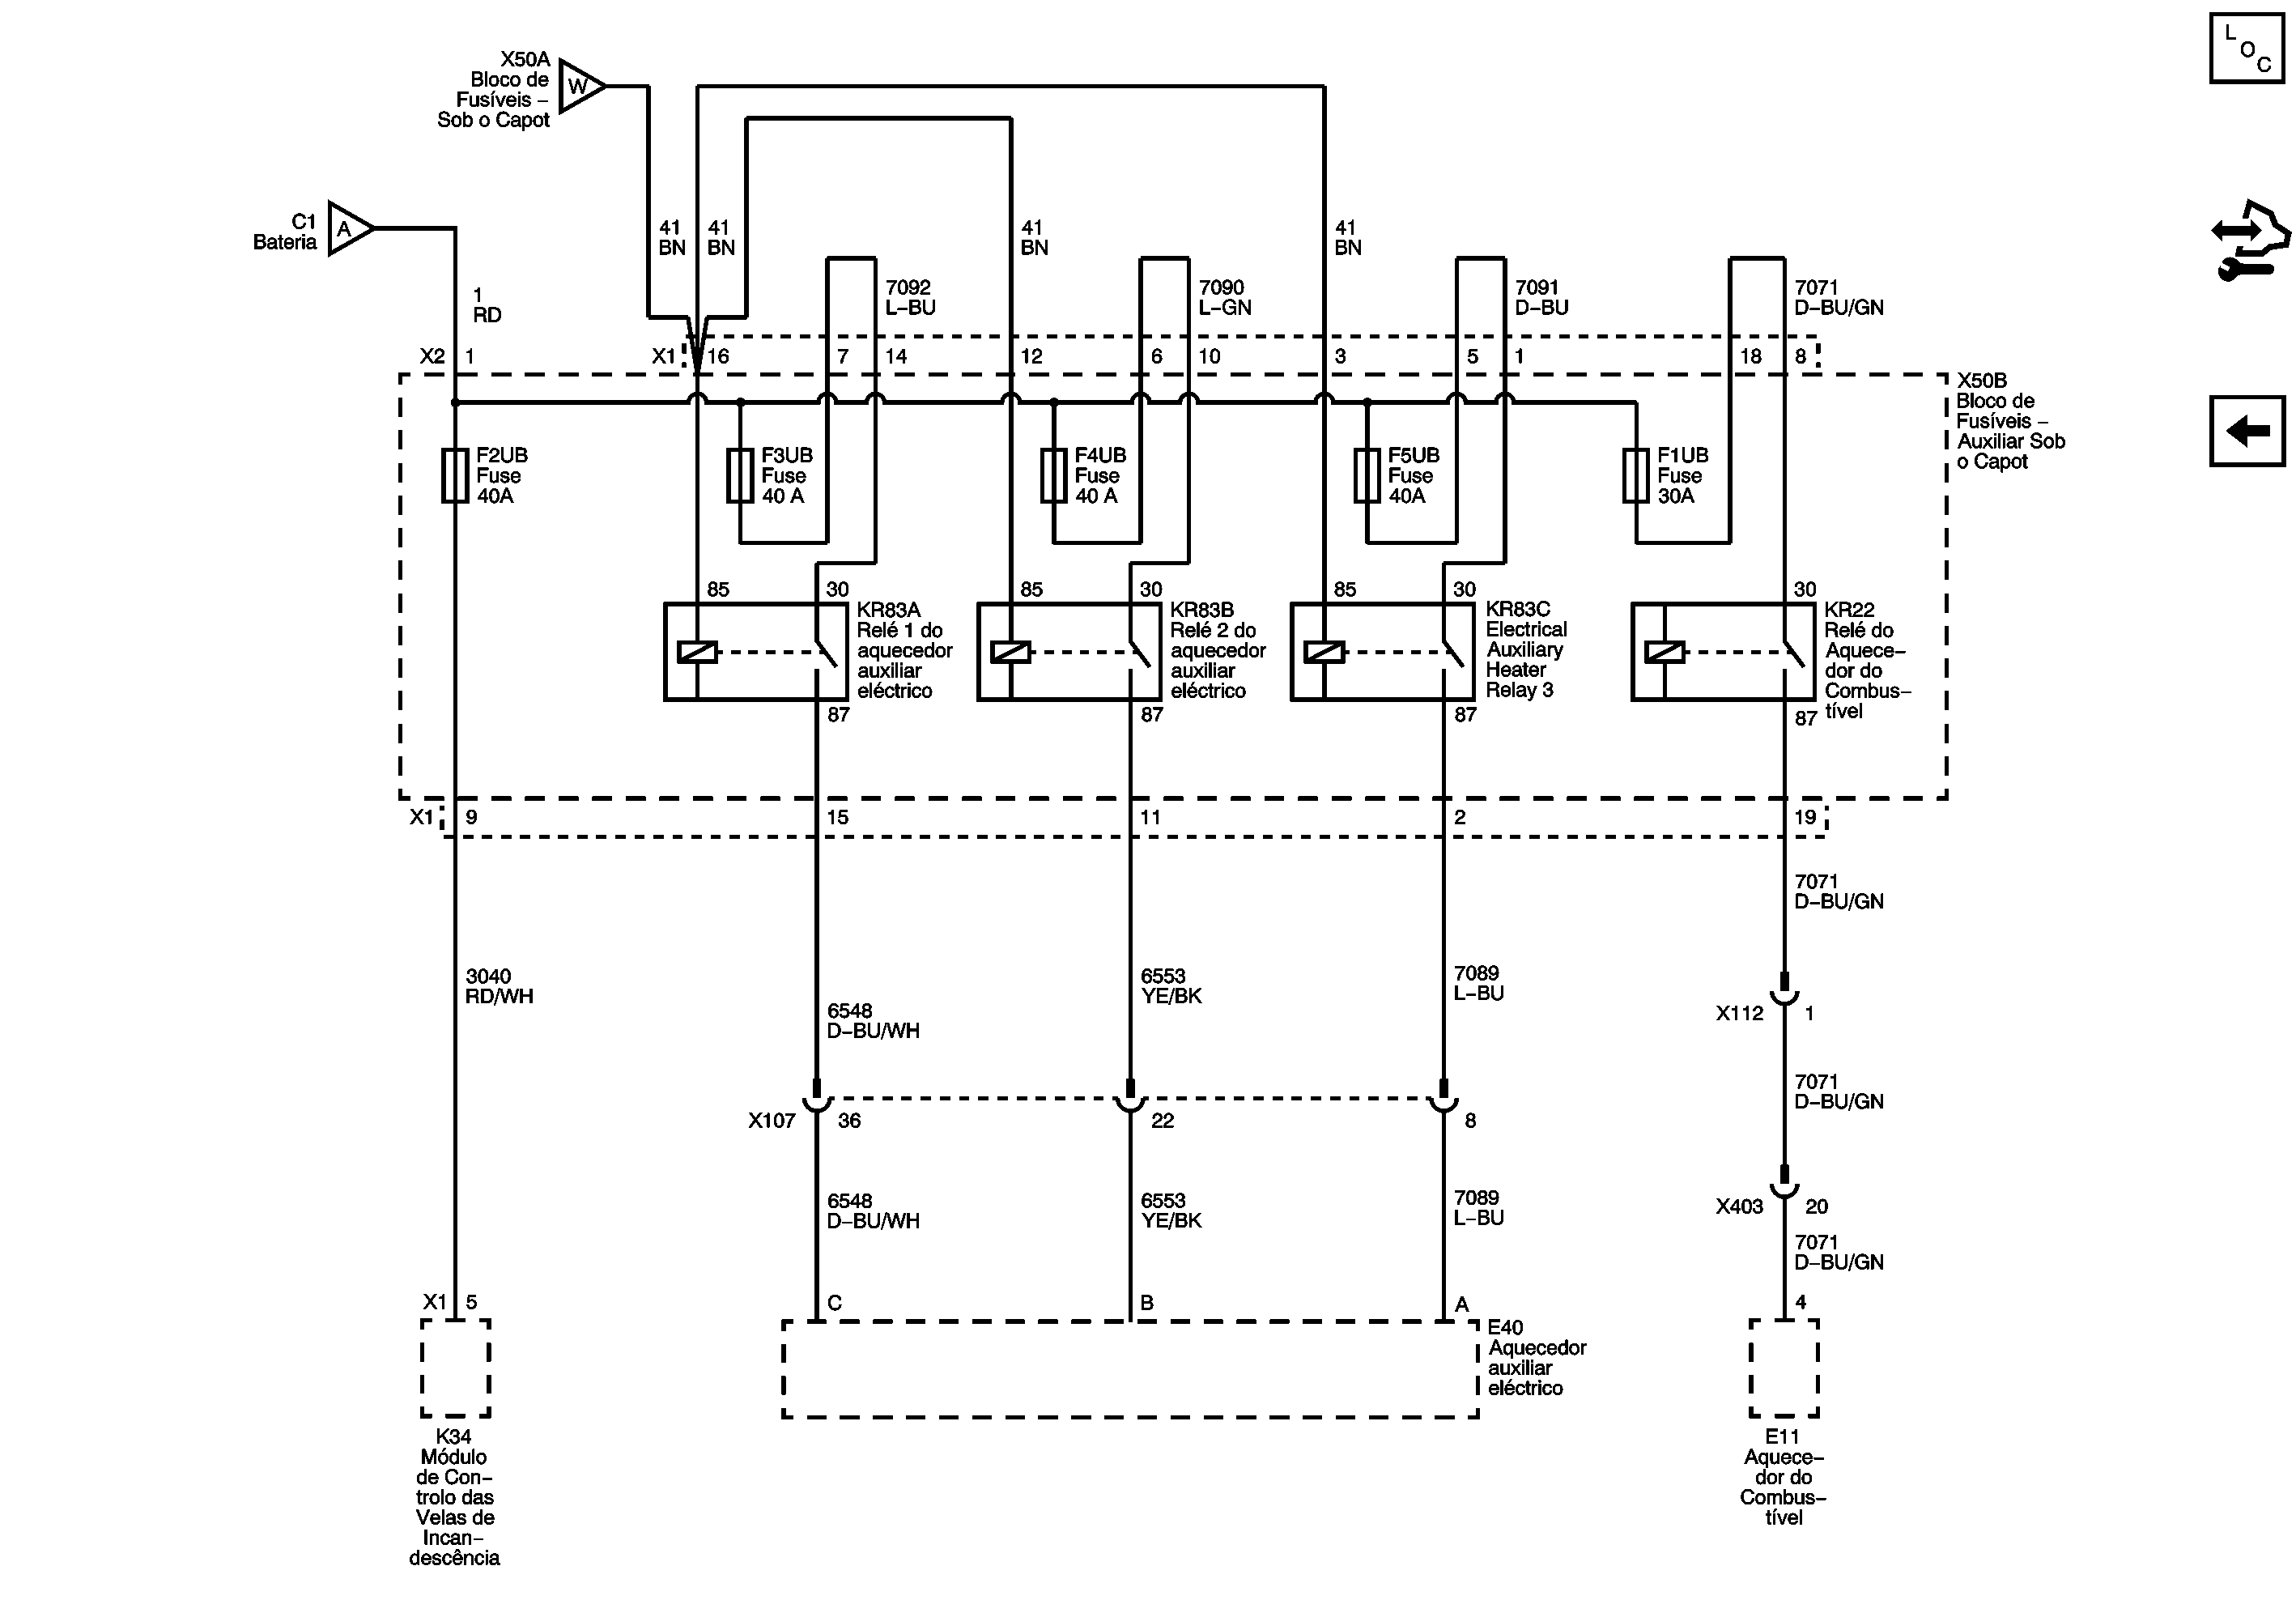 L
O
C
X50A
Bloco de
Fusíveis –
Sob o Capot
W
C1
Bateria
A
41
BN
41
BN
41
BN
41
BN
1
RD
7092
L–BU
7090
L–GN
7091
D–BU
7071
D–BU/GN
X2
1
X1
16
7
14
12
6
10
3
5
1
18
8
X50B
Bloco de
Fusíveis –
Auxiliar Sob
o Capot
F2UB
Fuse
40A
F3UB
Fuse
40 A
F4UB
Fuse
40 A
F5UB
Fuse
40A
F1UB
Fuse
30A
85
30
KR83A
Relé 1 do
aquecedor
auxiliar
eléctrico
87
85
30
KR83B
Relé 2 do
aquecedor
auxiliar
eléctrico
87
85
30
KR83C
Electrical
Auxiliary
Heater
Relay 3
87
30
KR22
Relé do
Aquece–
dor do
Combus–
tível
87
X1
9
15
11
2
19
7071
D–BU/GN
3040
RD/WH
6548
D–BU/WH
6553
YE/BK
7089
L–BU
X112
1
7071
D–BU/GN
X107
36
22
8
X403
20
6548
D–BU/WH
6553
YE/BK
7089
L–BU
7071
D–BU/GN
X1
5
C
B
A
4
E40
Aquecedor
auxiliar
eléctrico
K34
Módulo
de Con–
trolo das
Velas de
Incan–
descência
E11
Aquece–
dor do
Combus–
tível